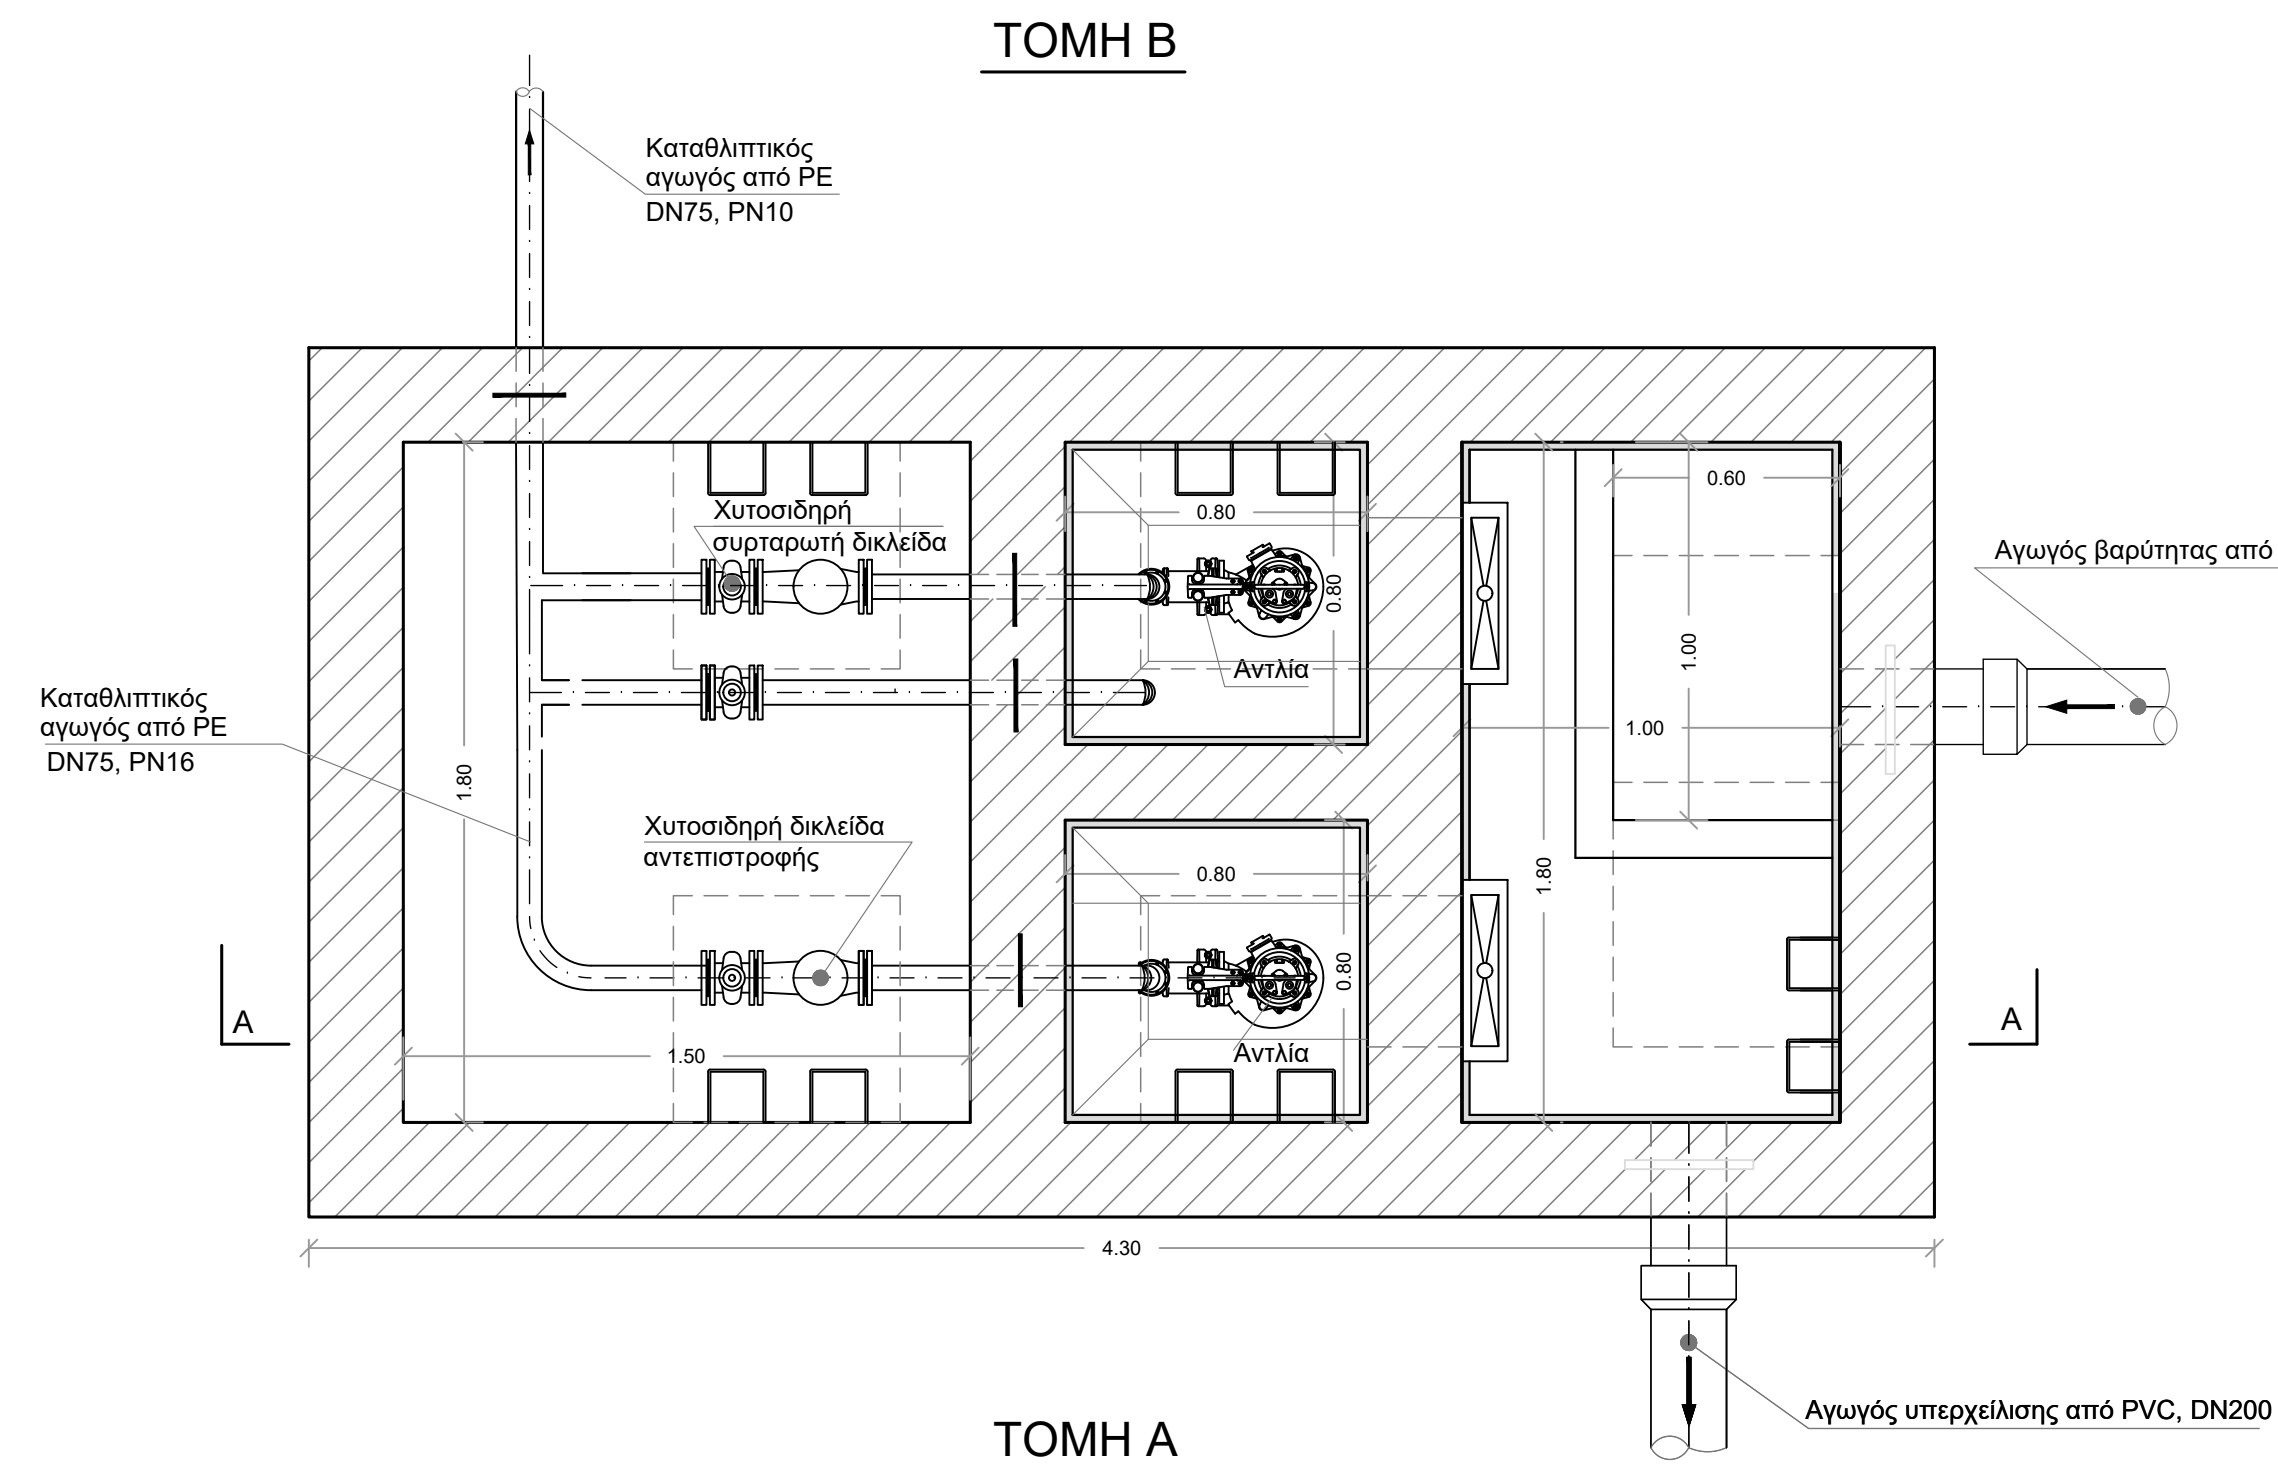 ΤΟΜΗ Β
Καταθλιπτικός
αγωγός από PE
DN75, PN10
0.60
Χυτοσιδηρή
συρταρωτή δικλείδα
0.80
Αγωγός βαρύτητας από
0.80
1.00
Αντλία
Καταθλιπτικός
αγωγός από PE
DN75, PN16
1.00
1.80
Χυτοσιδηρή δικλείδα
αντεπιστροφής
0.80
1.80
0.80
A
A
1.50
Αντλία
4.30
Αγωγός υπερχείλισης από PVC, DN200
ΤΟΜΗ Α